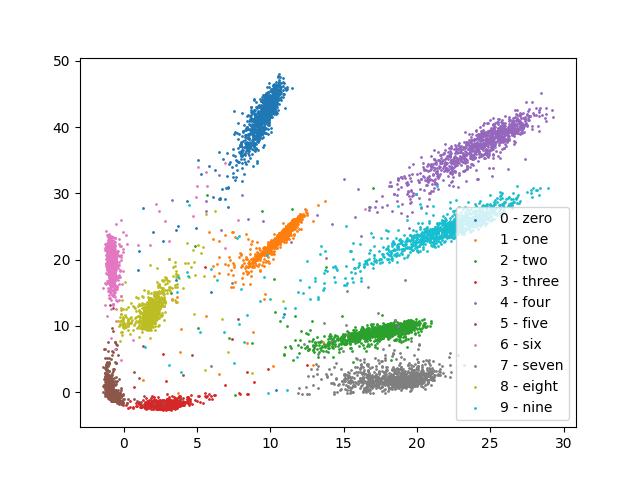 50
40
30
20
10
0
0 - zero
1 - one
2 - two
3 - three
4 - four
5 - five
6 - six
7 - seven
8 - eight
9 - nine
0 5 10 15 20 25 30